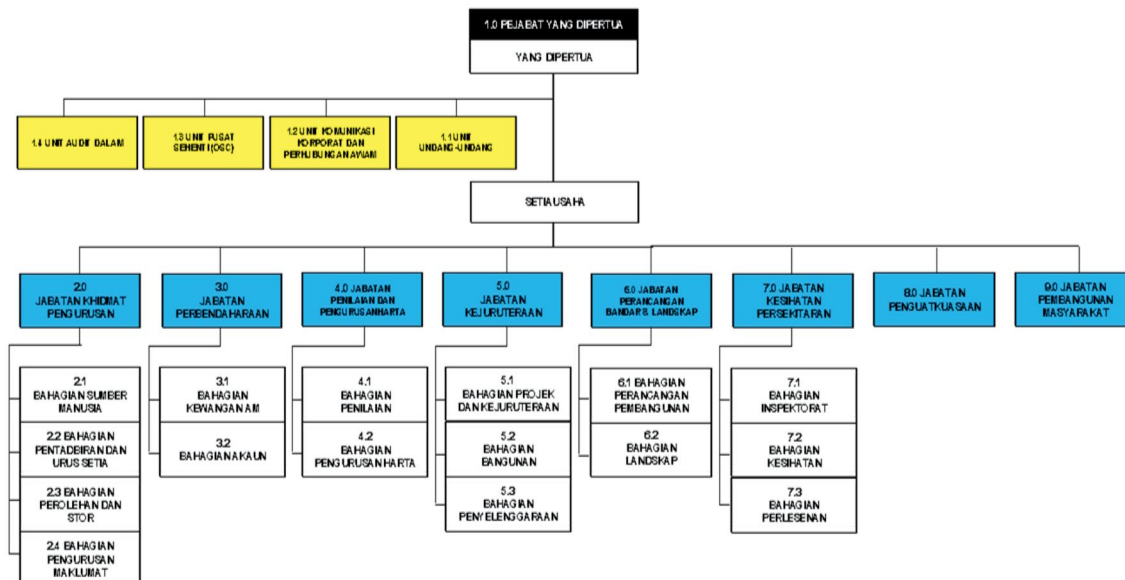 1.0 PEJABAT YANG DIPERTUA
YANG DIPERTUA
1.4 UNIT AUDIT DALAM
1.3 UNIT PUSAT
SEHENTI (OSC)
1.2 UNIT KOMUNIKASI
KORPORAT DAN
PERHUBUNGAN AWAM
1.1 UNIT
UNDANG-UNDANG
SETIAUSAHA
2.0
JABATAN KHIDMAT
PENGURUSAN
3.0
JABATAN
PERBENDAHARAAN
4.0 JABATAN
PENILAIAN DAN
PENGURUSAN HARTA
5.0
JABATAN
KEJURUTERAAN
6.0 JABATAN
PERANCANGAN
BANDAR & LANDSKAP
7.0 JABATAN
KESIHATAN
PERSEKITARAN
8.0 JABATAN
PENGUATKUASAAN
9.0 JABATAN
PEMBANGUNAN
MASYARAKAT
2.1
BAHAGIAN SUMBER
MANUSIA
2.2 BAHAGIAN
PENTADBIRAN DAN
URUS SETIA
2.3 BAHAGIAN
PEROLEHAN DAN
STOR
2.4 BAHAGIAN
PENGURUSAN
MAKLUMAT
3.1
BAHAGIAN
KEWANGAN AM
3.2
BAHAGIAN AKAUN
4.1
BAHAGIAN
PENILAIAN
4.2
BAHAGIAN
PENGURUSAN HARTA
5.1
BAHAGIAN PROJEK
DAN KEJURUTERAAN
5.2
BAHAGIAN
BANGUNAN
5.3
BAHAGIAN
PENYELENGGARAAN
6.1 BAHAGIAN
PERANCANGAN
PEMBANGUNAN
6.2
BAHAGIAN
LANDSKAP
7.1
BAHAGIAN
INSPEKTORAT
7.2
BAHAGIAN
KESIHATAN
7.3
BAHAGIAN
PERLESENAN